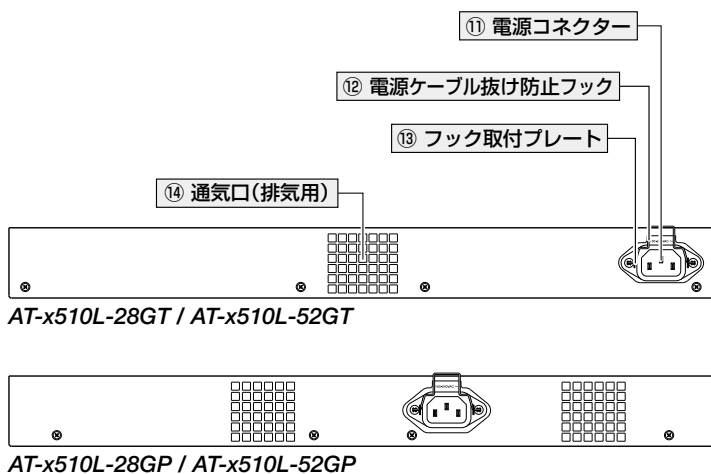 ⑪ 電源コネクター
⑫ 電源ケーブル抜け防止フック
⑬ フック取付プレート
⑭ 通気口(排気用)
AT-x510L-28GT / AT-x510L-52GT
AT-x510L-28GP / AT-x510L-52GP